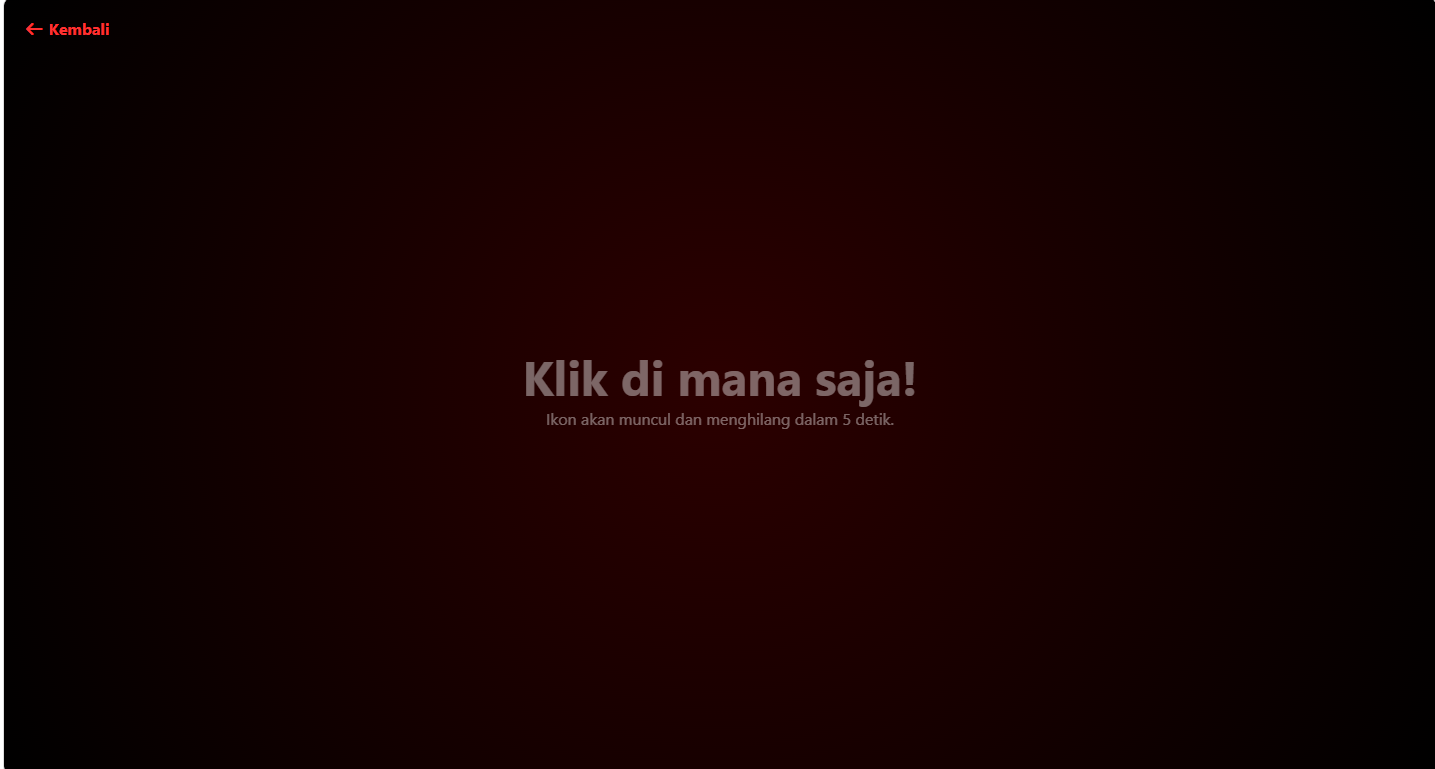 Kembali
Klik di mana saja!
Ikon akan muncul dan menghilang dalam 5 detik.